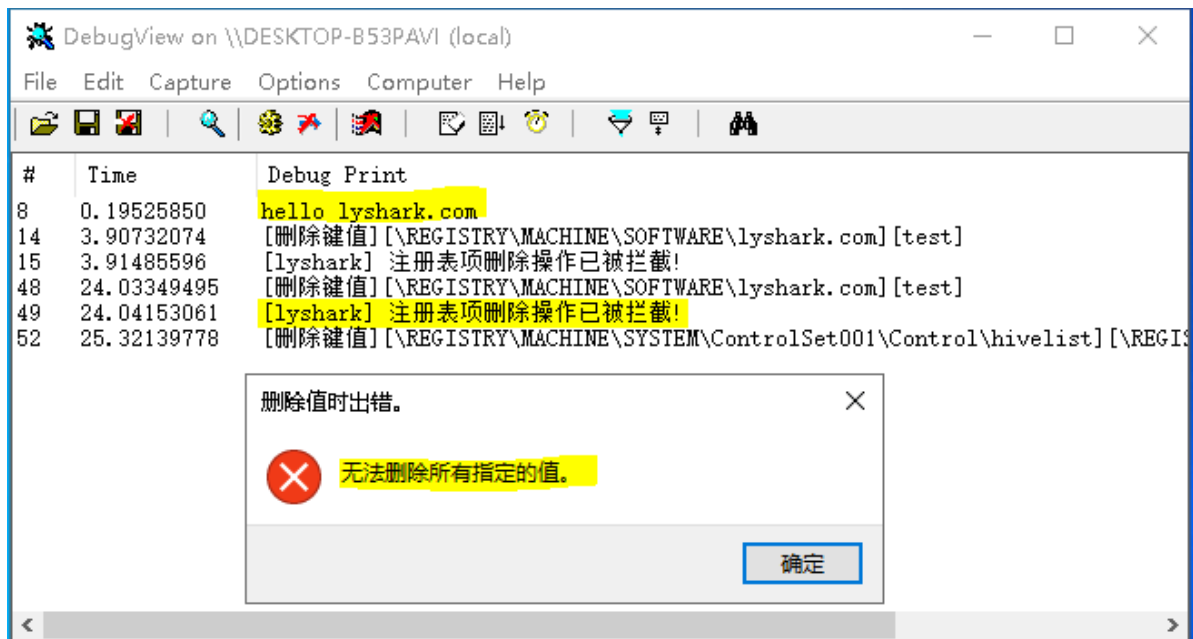 DebugView on \\DESKTOP-B53PAVI (local)
File Edit Capture Options Computer Help
# Time Debug Print
8 0.19525850 hello lyshark.com
14 3.90732074 [删除键值][\REGISTRY\MACHINE\SOFTWARE\lyshark.com][test]
15 3.91485596 [lyshark] 注册表项删除操作已被拦截!
48 24.03349495 [删除键值][\REGISTRY\MACHINE\SOFTWARE\lyshark.com][test]
49 24.04153061 [lyshark] 注册表项删除操作已被拦截!
52 25.32139778 [删除键值][\REGISTRY\MACHINE\SYSTEM\ControlSet001\Control\hivelist][\REGIS
删除值时出错。
无法删除所有指定的值。
确定